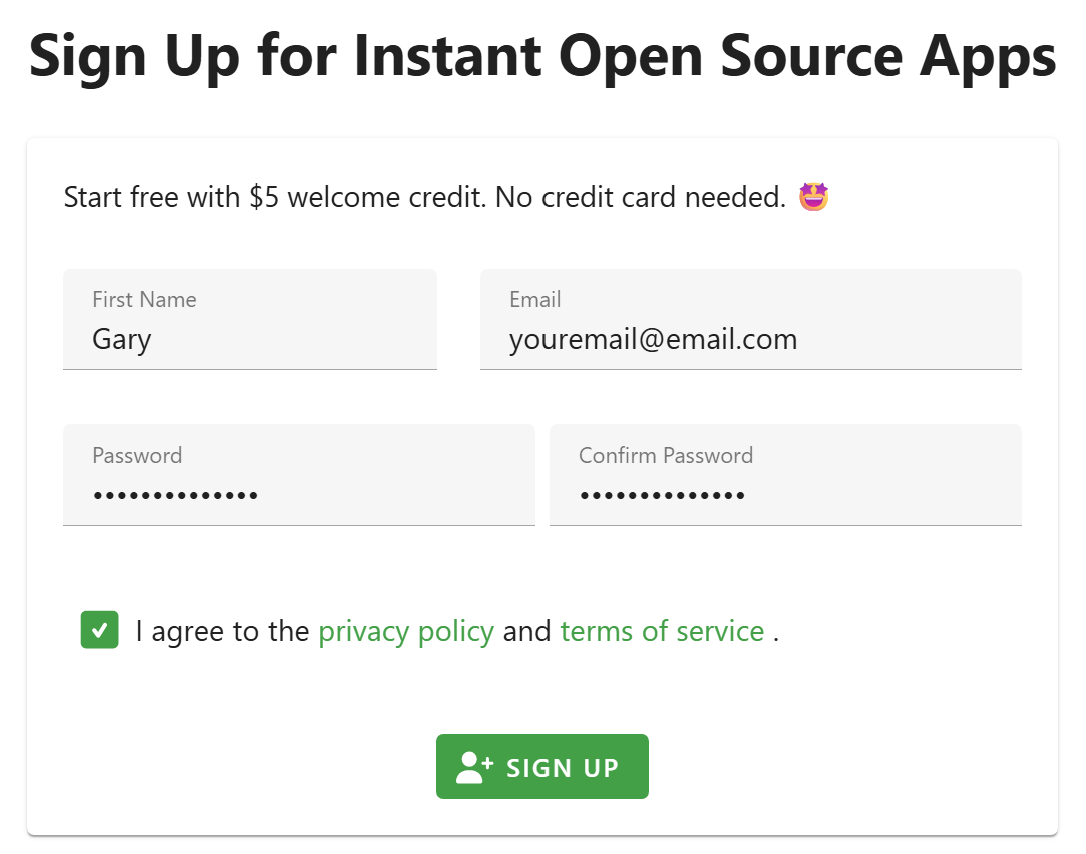 Sign Up for Instant Open Source Apps
Start free with $5 welcome credit. No credit card needed. 🤩
First Name
Gary
Email
youremail@email.com
Password
••••••••••••••
Confirm Password
••••••••••••••
I agree to the privacy policy and terms of service .
SIGN UP